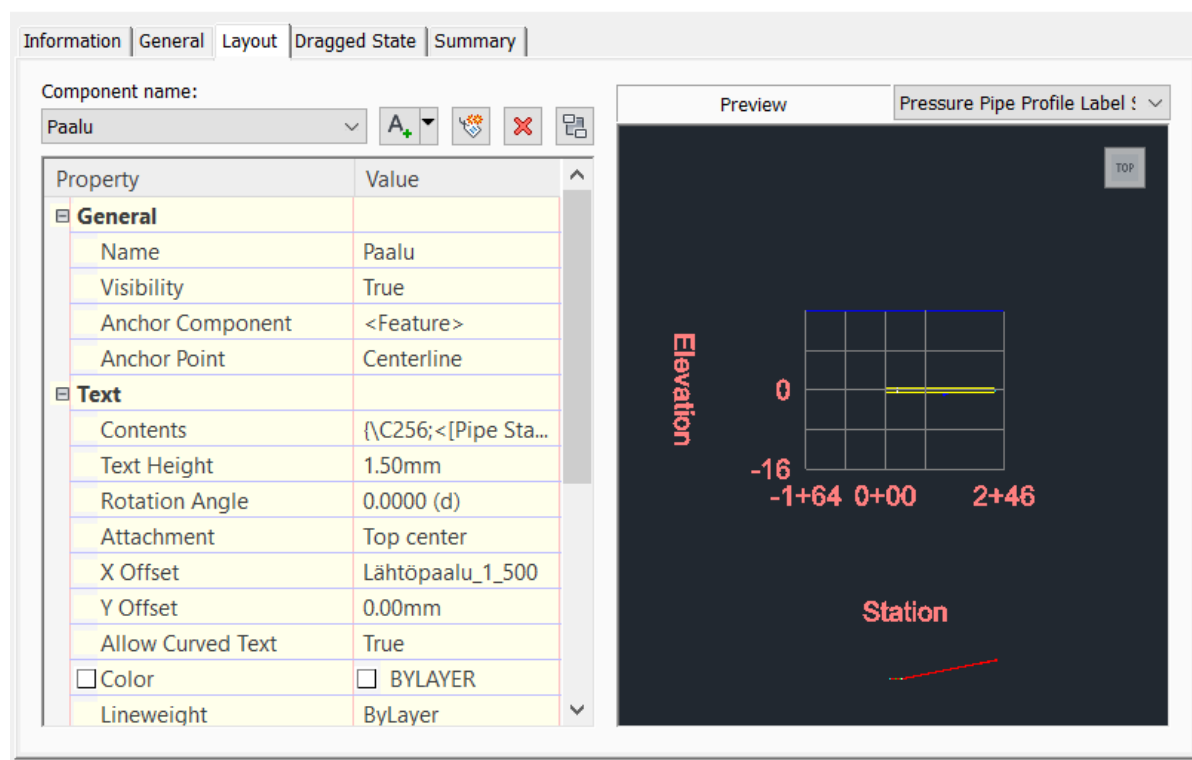 Information General Layout Dragged State Summary
Component name:
Paalu
Property Value
General
Name Paalu
Visibility True
Anchor Component <Feature>
Anchor Point Centerline
Text
Contents {\C256;<[Pipe Sta...
Text Height 1.50mm
Rotation Angle 0.0000 (d)
Attachment Top center
X Offset Lähtöpaalu_1_500
Y Offset 0.00mm
Allow Curved Text True
Color BYLAYER
Lineweight ByLayer
Preview Pressure Pipe Profile Label
TOP
Elevation
0
-16
-1+64 0+00 2+46
Station